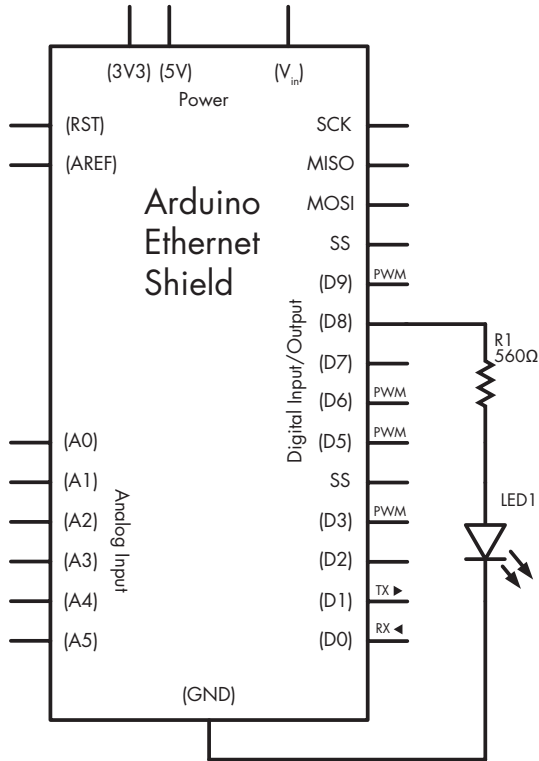 (3V3) (5V) (Vin)
Power
(RST)
(AREF)
Arduino
Ethernet
Shield
SCK
MISO
MOSI
SS
(D9) PWM
(D8)
(D7)
(D6) PWM
(D5) PWM
SS
(D3) PWM
(D2)
(D1) TX ►
(D0) RX ◄
Digital Input/Output
(A0)
(A1)
(A2)
(A3)
(A4)
(A5)
Analog Input
(GND)
R1
560Ω
LED1